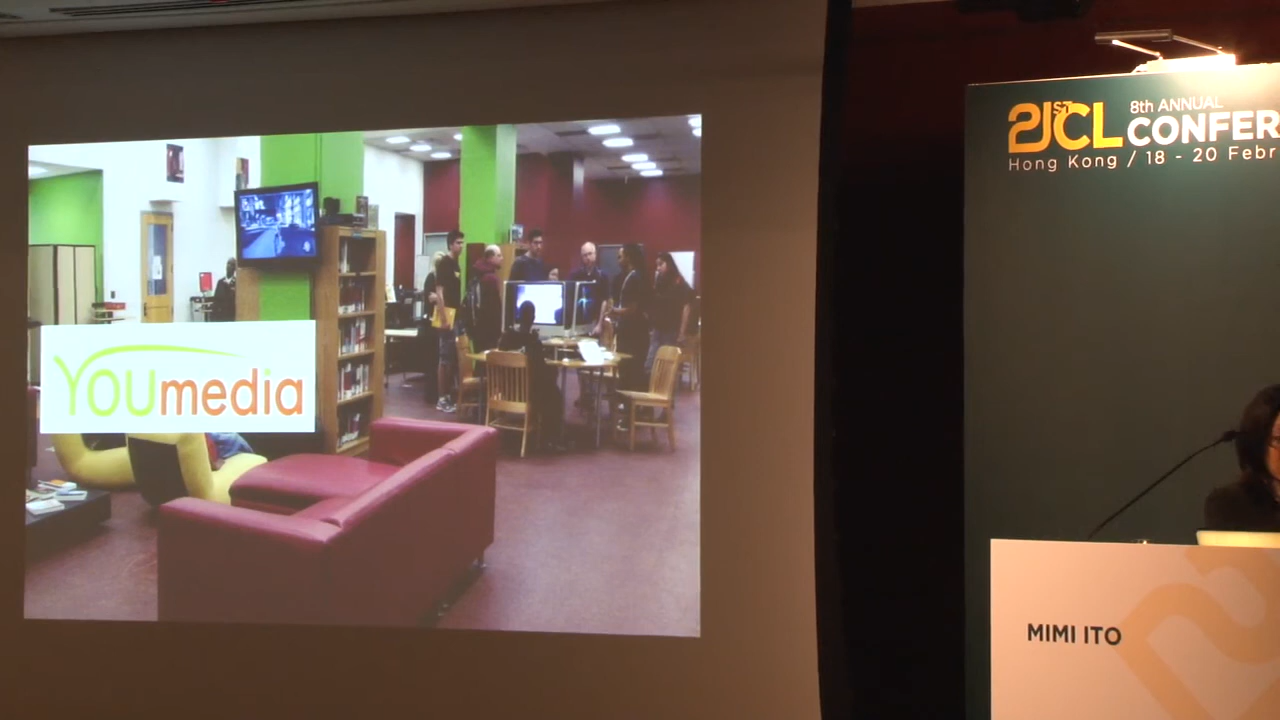 YOUmedia
21ST CL 8th ANNUAL
CONFER
Hong Kong / 18 - 20 Febr
MIMI ITO